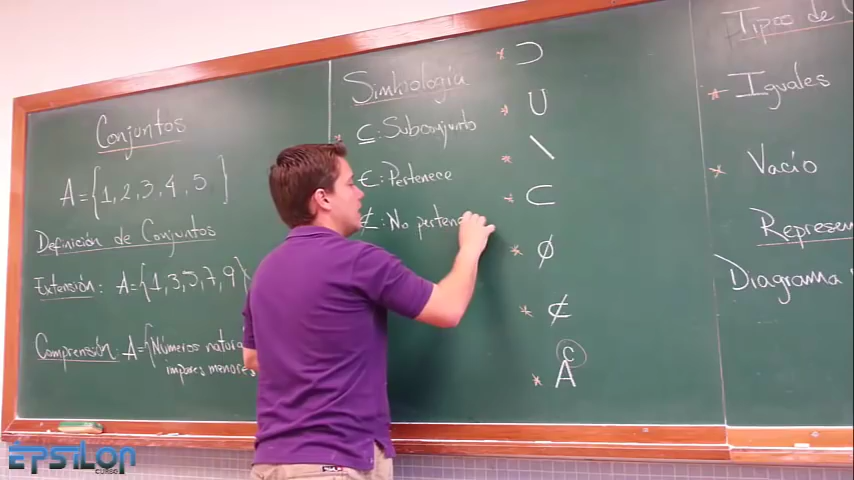 Conjuntos
A={1,2,3,4,5}
Definición de Conjuntos.
Extensión: A={1,3,5,7,9}
Comprensión: A={Números natura
impares menores
Simbología
⊂: Subconjunto
∈: Pertenece.
∉: No pertene
* ⊃
* ∪
* \
* ⊂
* ∅
* ⊄
* A^c
Tipos de
* Iguales
* Vacío
Represen
Diagrama
EPSILON